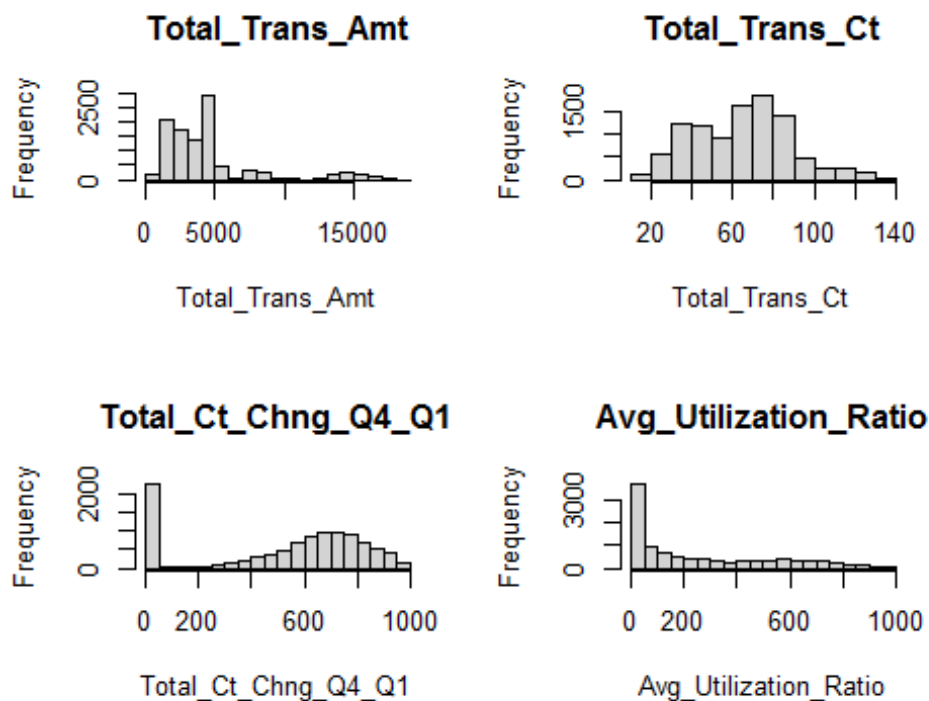 Total_Trans_Amt
Frequency
2500
0
0 5000 15000
Total_Trans_Amt
Total_Trans_Ct
Frequency
1500
0
20 60 100 140
Total_Trans_Ct
Total_Ct_Chng_Q4_Q1
Frequency
2000
0
0 200 600 1000
Total_Ct_Chng_Q4_Q1
Avg_Utilization_Ratio
Frequency
3000
0
0 200 600 1000
Avg_Utilization_Ratio